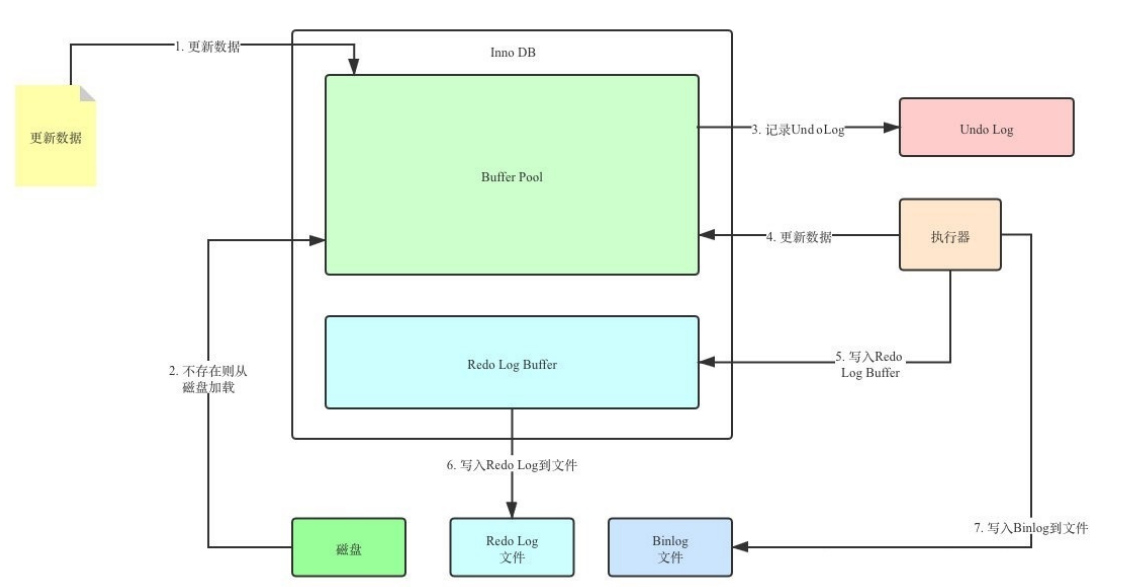 1. 更新数据
Inno DB
更新数据
Buffer Pool
3. 记录UndoLog
Undo Log
4. 更新数据
执行器
2. 不存在则从
磁盘加载
Redo Log Buffer
5. 写入Redo
Log Buffer
6. 写入Redo Log到文件
7. 写入Binlog到文件
磁盘
Redo Log
文件
Binlog
文件